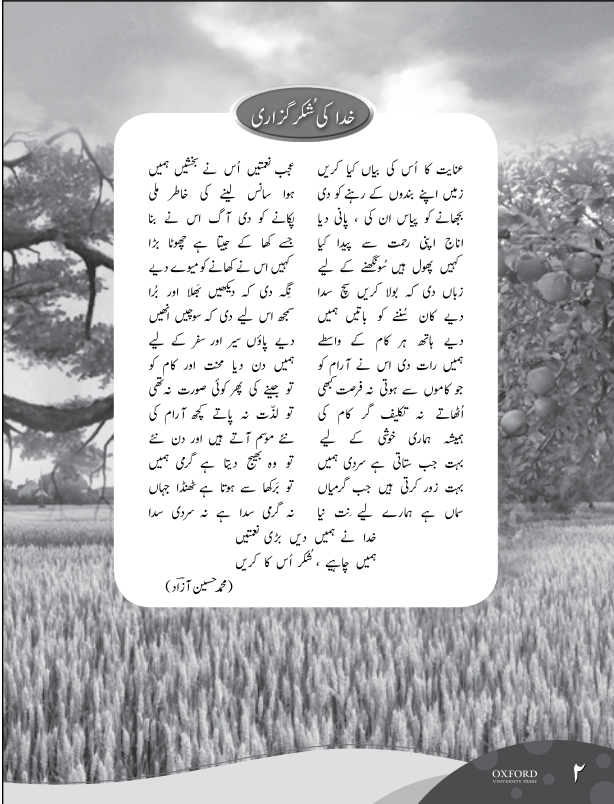 خدا کی شُکر گزاری
عنایت کا اُس کی بیاں کیا کریں عجب نعمتیں اُس نے بخشیں ہمیں
زمیں اپنے بندوں کے رہنے کو دی ہوا سانس لینے کی خاطر ملی
بجھانے کو پیاس ان کی ، پانی دیا پکانے کو دی آگ اس نے بنا
اناج اپنی رحمت سے پیدا کیا جسے کھا کے جیتا ہے چھوٹا بڑا
کہیں پھول ہیں سُونگھنے کے لیے کہیں اس نے کھانے کو میوے دیے
زباں دی کہ بولا کریں سچ سدا نِگہ دی کہ دیکھیں بَھلا اور بُرا
دیے کان سُننے کو باتیں ہمیں سمجھ اس لیے دی کہ سوچیں اُنھیں
دیے ہاتھ ہر کام کے واسطے دیے پاؤں سیر اور سفر کے لیے
ہمیں رات دی اس نے آرام کو ہمیں دن دیا محنت اور کام کو
جو کاموں سے ہوتی نہ فرصت کبھی تو جینے کی پھر کوئی صورت نہ تھی
اُٹھاتے نہ تکلیف گر کام کی تو لذّت نہ پاتے کچھ آرام کی
ہمیشہ ہماری خوشی کے لیے نئے موسم آتے ہیں اور دن نئے
بہت جب ستاتی ہے سردی ہمیں تو وہ بھیج دیتا ہے گرمی ہمیں
بہت زور کرتی ہیں جب گرمیاں تو بَرکھا سے ہوتا ہے ٹھنڈا جہاں
سماں ہے ہمارے لیے نِت نیا نہ گرمی سدا ہے نہ سردی سدا
خدا نے ہمیں دیں بڑی نعمتیں
ہمیں چاہیے ، شُکر اُس کا کریں
(محمد حسین آزادؔ)
OXFORD
UNIVERSITY PRESS
۲